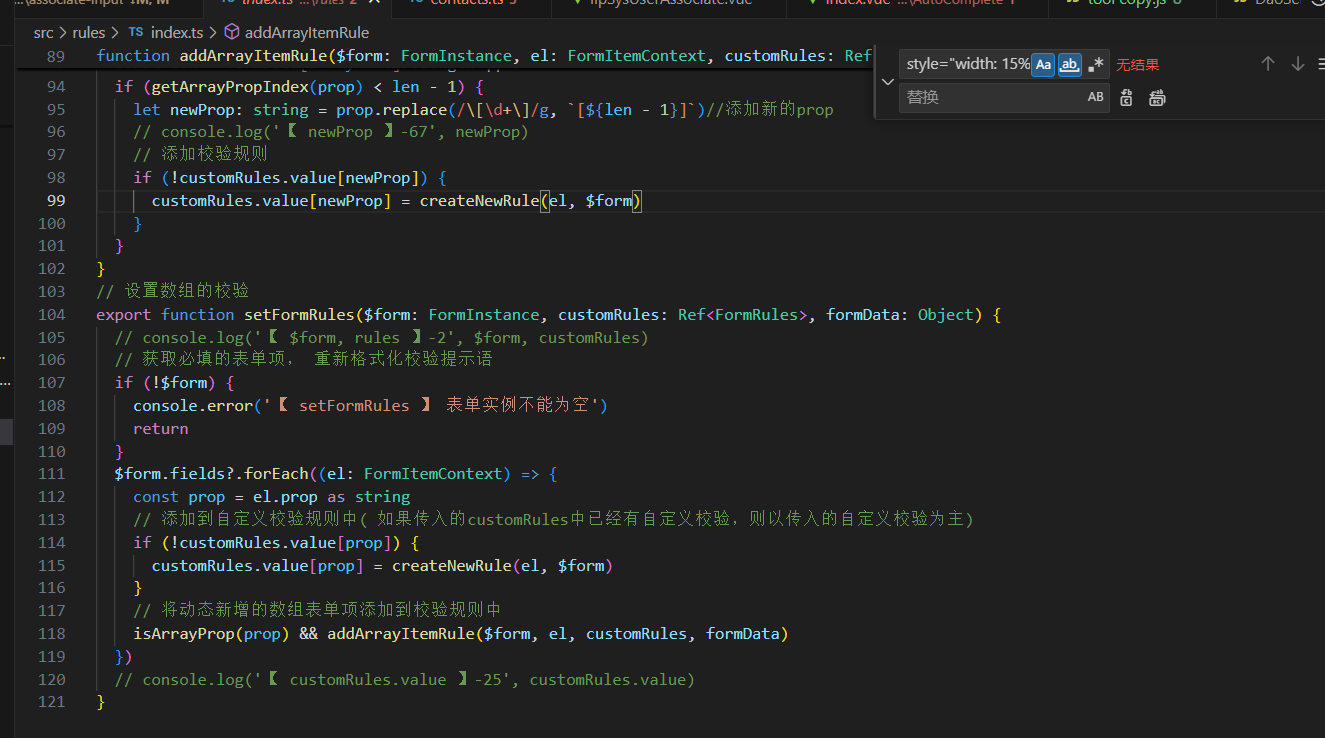 ...\associate-input 1M, M
index.ts ...\rules 2
contacts.ts 5
lipSysUserAssociate.vue
index.vue ...\AutoComplete 1
tool copy.js 8
src > rules > TS index.ts > addArrayItemRule
89 function addArrayItemRule($form: FormInstance, el: FormItemContext, customRules: Ref
style="width: 15% Aa ab .* 无结果
替换 AB
94 if (getArrayPropIndex(prop) < len - 1) {
95 let newProp: string = prop.replace(/\[\d+\]/g, `[${len - 1}]`)//添加新的prop
96 // console.log('【 newProp 】-67', newProp)
97 // 添加校验规则
98 if (!customRules.value[newProp]) {
99 customRules.value[newProp] = createNewRule(el, $form)
100 }
101 }
102 }
103 // 设置数组的校验
104 export function setFormRules($form: FormInstance, customRules: Ref<FormRules>, formData: Object) {
105 // console.log('【 $form, rules 】-2', $form, customRules)
106 // 获取必填的表单项， 重新格式化校验提示语
107 if (!$form) {
108 console.error('【 setFormRules 】 表单实例不能为空')
109 return
110 }
111 $form.fields?.forEach((el: FormItemContext) => {
112 const prop = el.prop as string
113 // 添加到自定义校验规则中( 如果传入的customRules中已经有自定义校验，则以传入的自定义校验为主)
114 if (!customRules.value[prop]) {
115 customRules.value[prop] = createNewRule(el, $form)
116 }
117 // 将动态新增的数组表单项添加到校验规则中
118 isArrayProp(prop) && addArrayItemRule($form, el, customRules, formData)
119 })
120 // console.log('【 customRules.value 】-25', customRules.value)
121 }